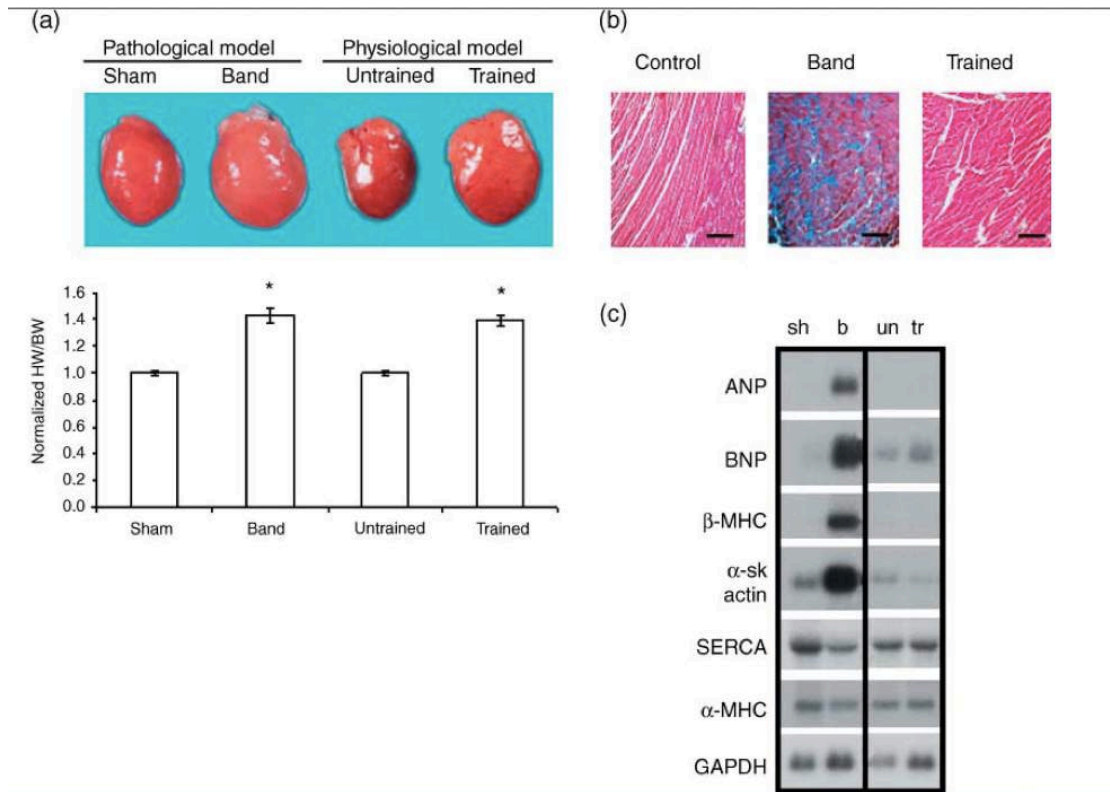 (a)
Pathological model Physiological model
Sham Band Untrained Trained
Normalized HW/BW
1.6
1.4
1.2
1.0
0.8
0.6
0.4
0.2
0.0
*
*
Sham Band Untrained Trained
(b)
Control Band Trained
(c)
sh b un tr
ANP
BNP
β-MHC
α-sk
actin
SERCA
α-MHC
GAPDH